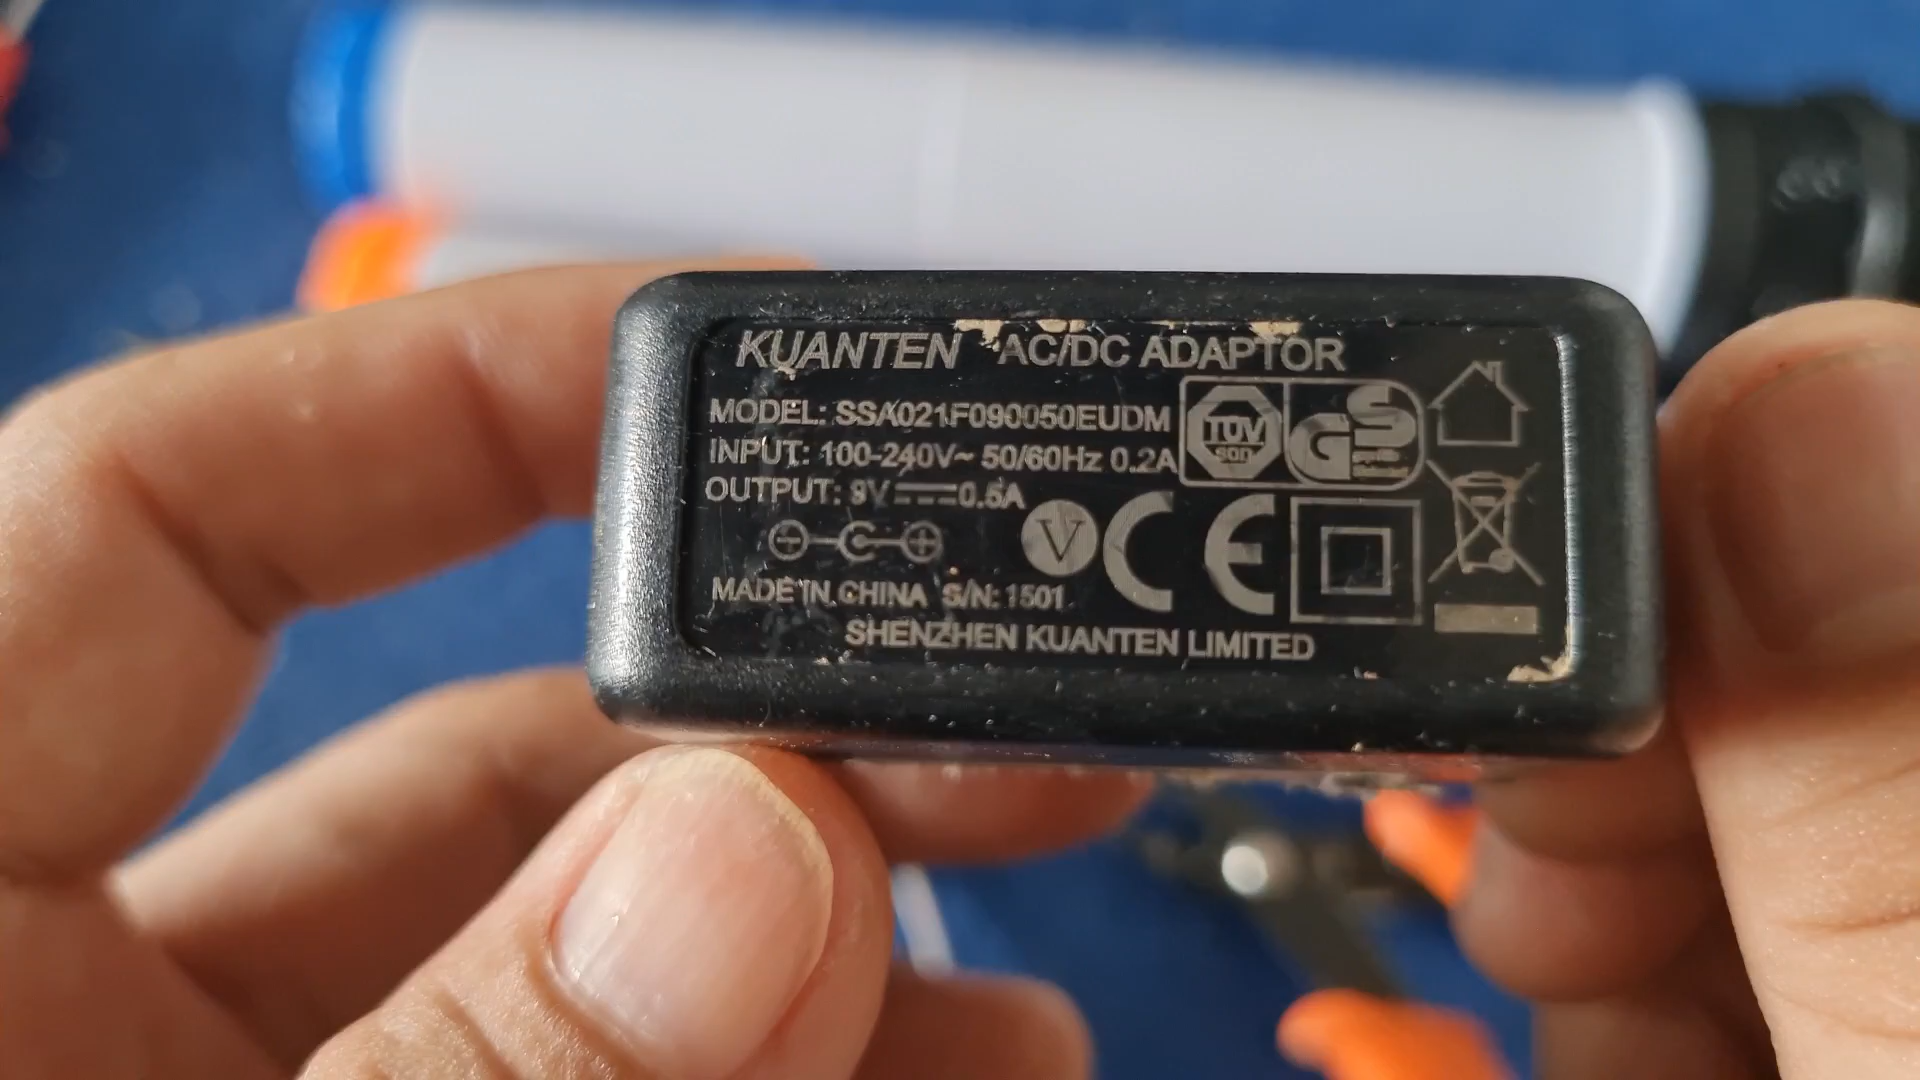 KUANTEN AC/DC ADAPTOR
MODEL: SSA021F090050EUDM
INPUT: 100-240V~ 50/60Hz 0.2A
OUTPUT: 9V⎓0.5A
TÜV
SÜD
GS
V
CE
MADE IN CHINA S/N: 1501
SHENZHEN KUANTEN LIMITED